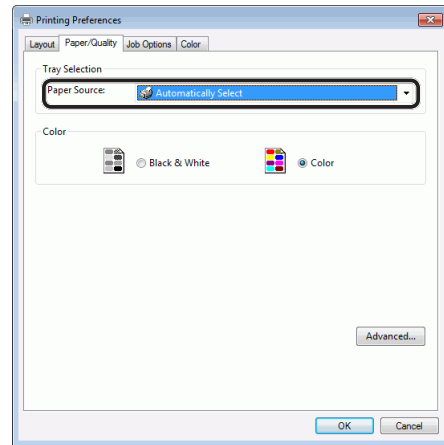 Printing Preferences
Layout Paper/Quality Job Options Color
Tray Selection
Paper Source: Automatically Select
Color
Black & White Color
Advanced...
OK Cancel